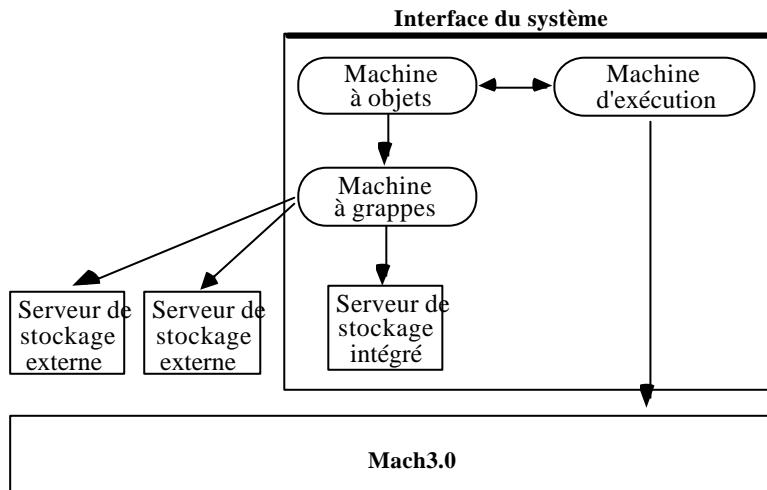 Interface du système
Machine
à objets
Machine
d'exécution
Machine
à grappes
Serveur de
stockage
externe
Serveur de
stockage
externe
Serveur de
stockage
intégré
Mach3.0